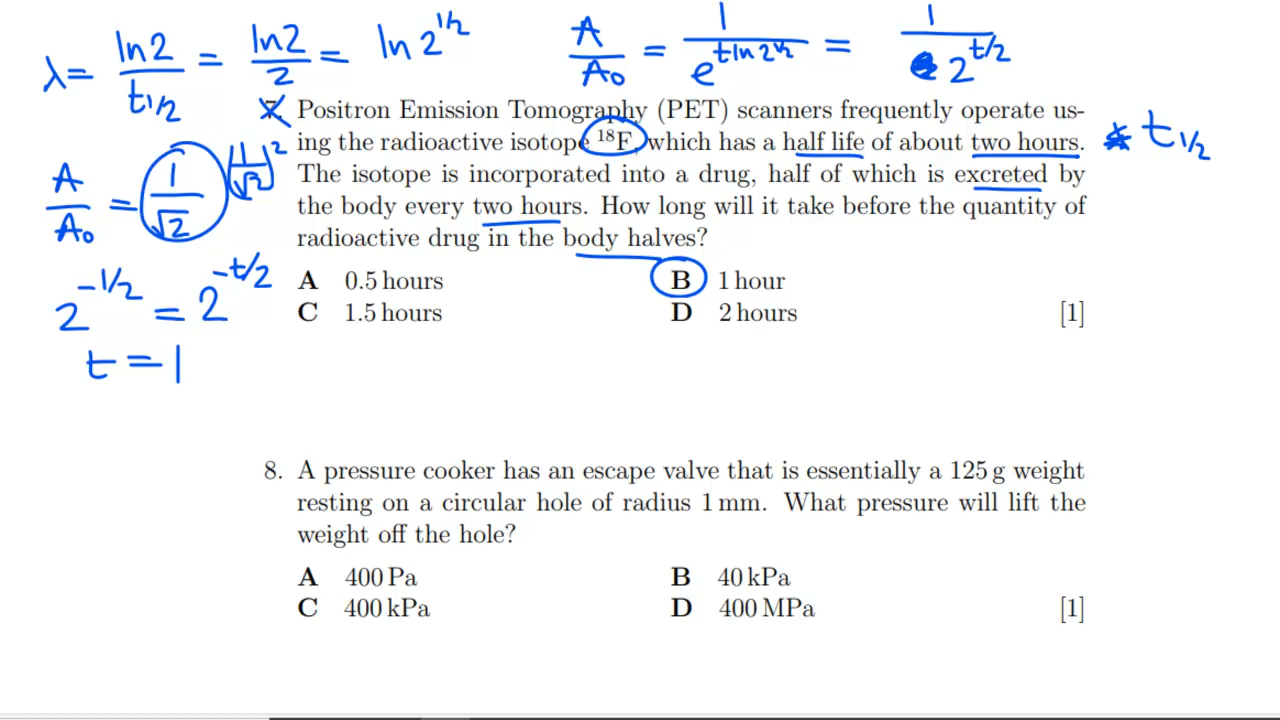 λ = ln2 / t1/2 = ln2 / 2 = ln 2^1/2
A / A0 = 1 / e^t ln 2^1/2 = 1 / 2^t/2
7. Positron Emission Tomography (PET) scanners frequently operate us-
ing the radioactive isotope ¹⁸F, which has a half life of about two hours.
* t1/2
The isotope is incorporated into a drug, half of which is excreted by
the body every two hours. How long will it take before the quantity of
radioactive drug in the body halves?
A / A0 = 1 / √2
(1 / √2)²
2^-1/2 = 2^-t/2
t = 1
A 0.5 hours B 1 hour
C 1.5 hours D 2 hours [1]
8. A pressure cooker has an escape valve that is essentially a 125 g weight
resting on a circular hole of radius 1 mm. What pressure will lift the
weight off the hole?
A 400 Pa B 40 kPa
C 400 kPa D 400 MPa [1]